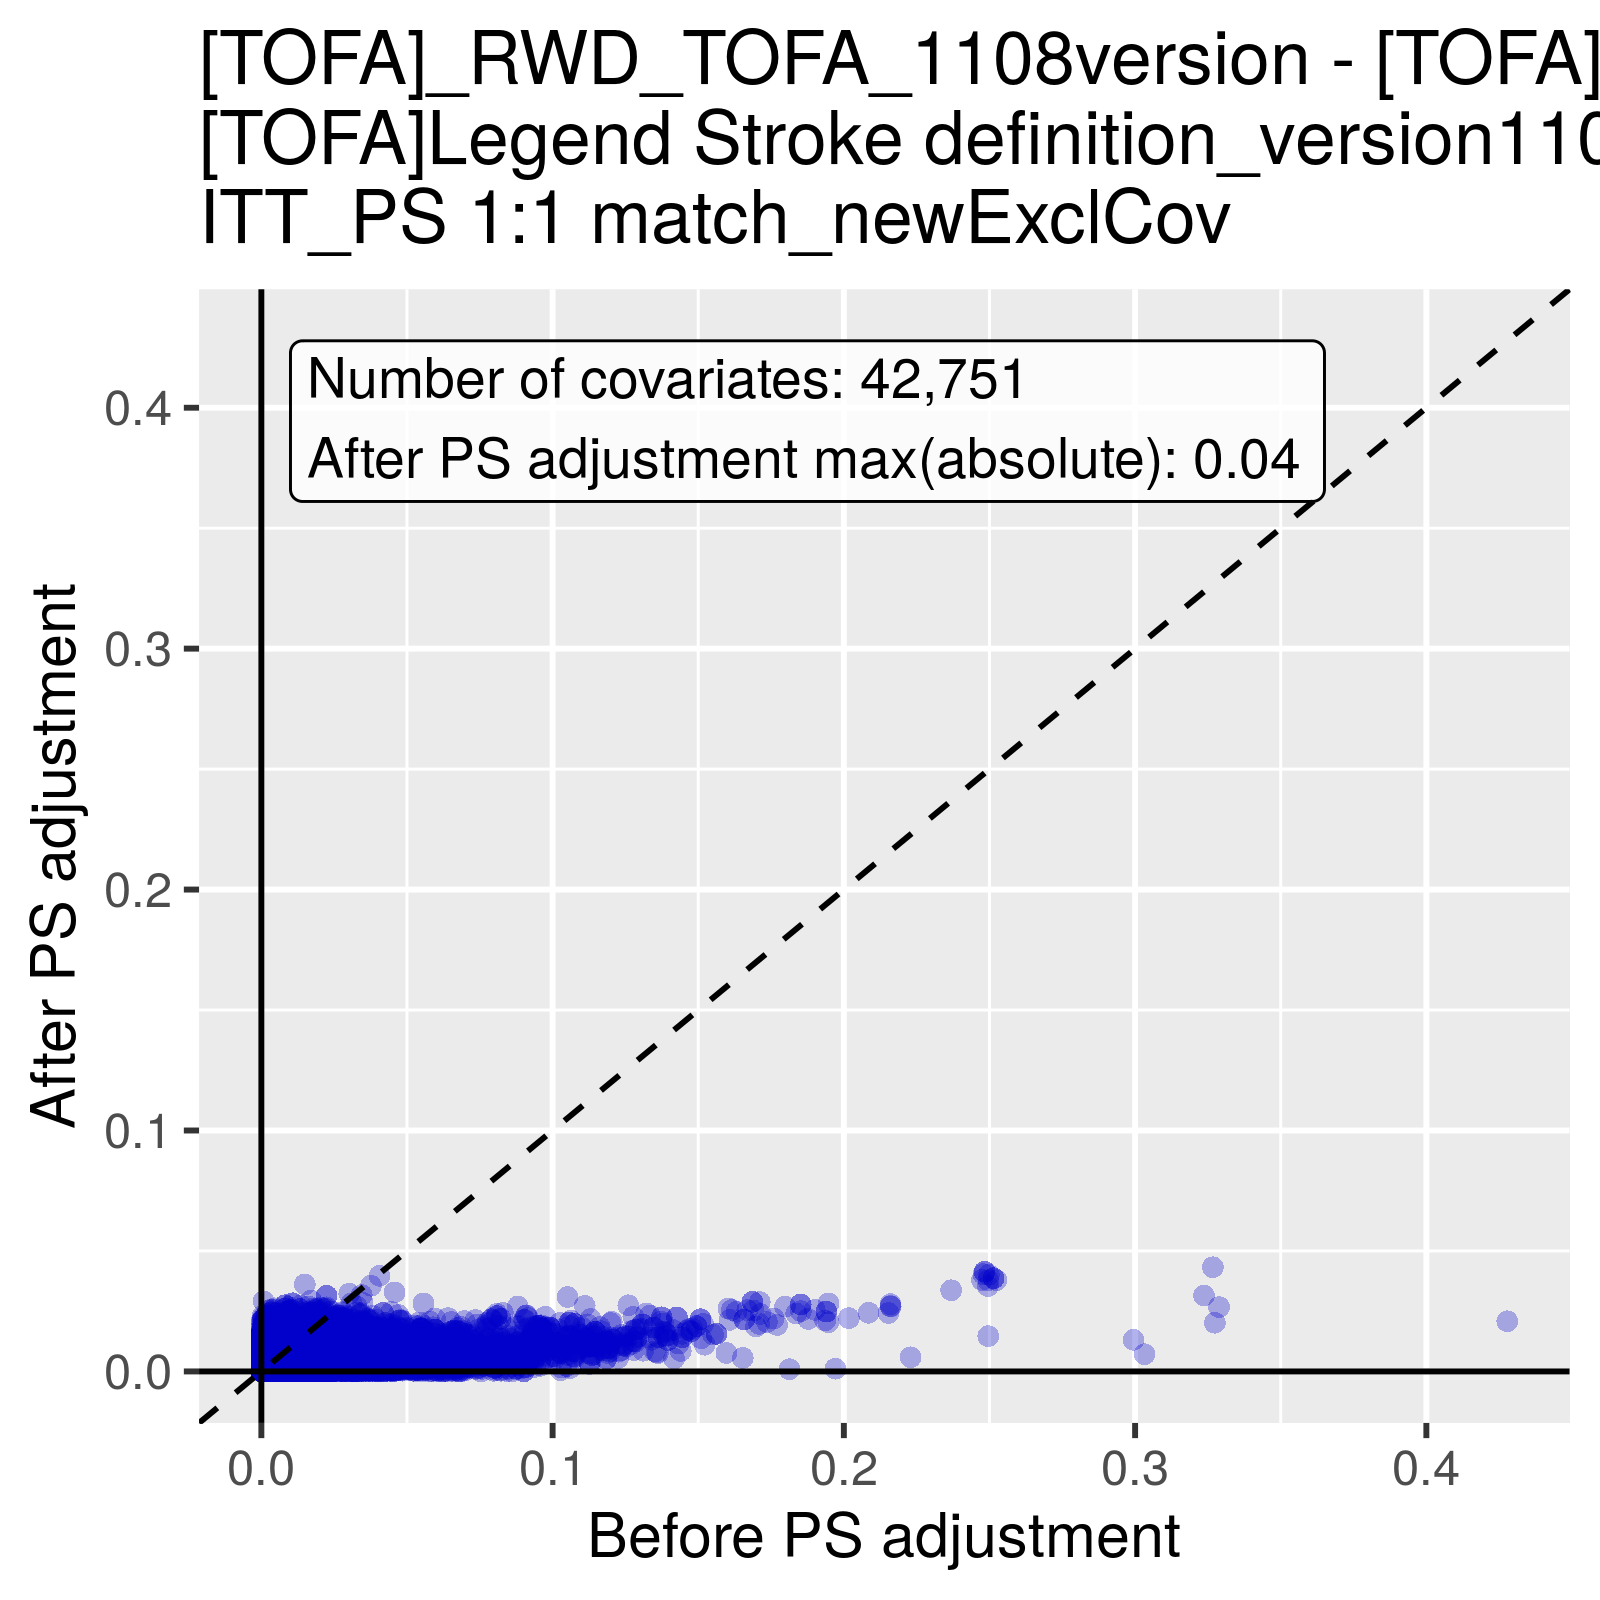 [TOFA]_RWD_TOFA_1108version - [TOFA]
[TOFA]Legend Stroke definition_version110
ITT_PS 1:1 match_newExclCov
Number of covariates: 42,751
After PS adjustment max(absolute): 0.04
After PS adjustment
0.4
0.3
0.2
0.1
0.0
0.0 0.1 0.2 0.3 0.4
Before PS adjustment